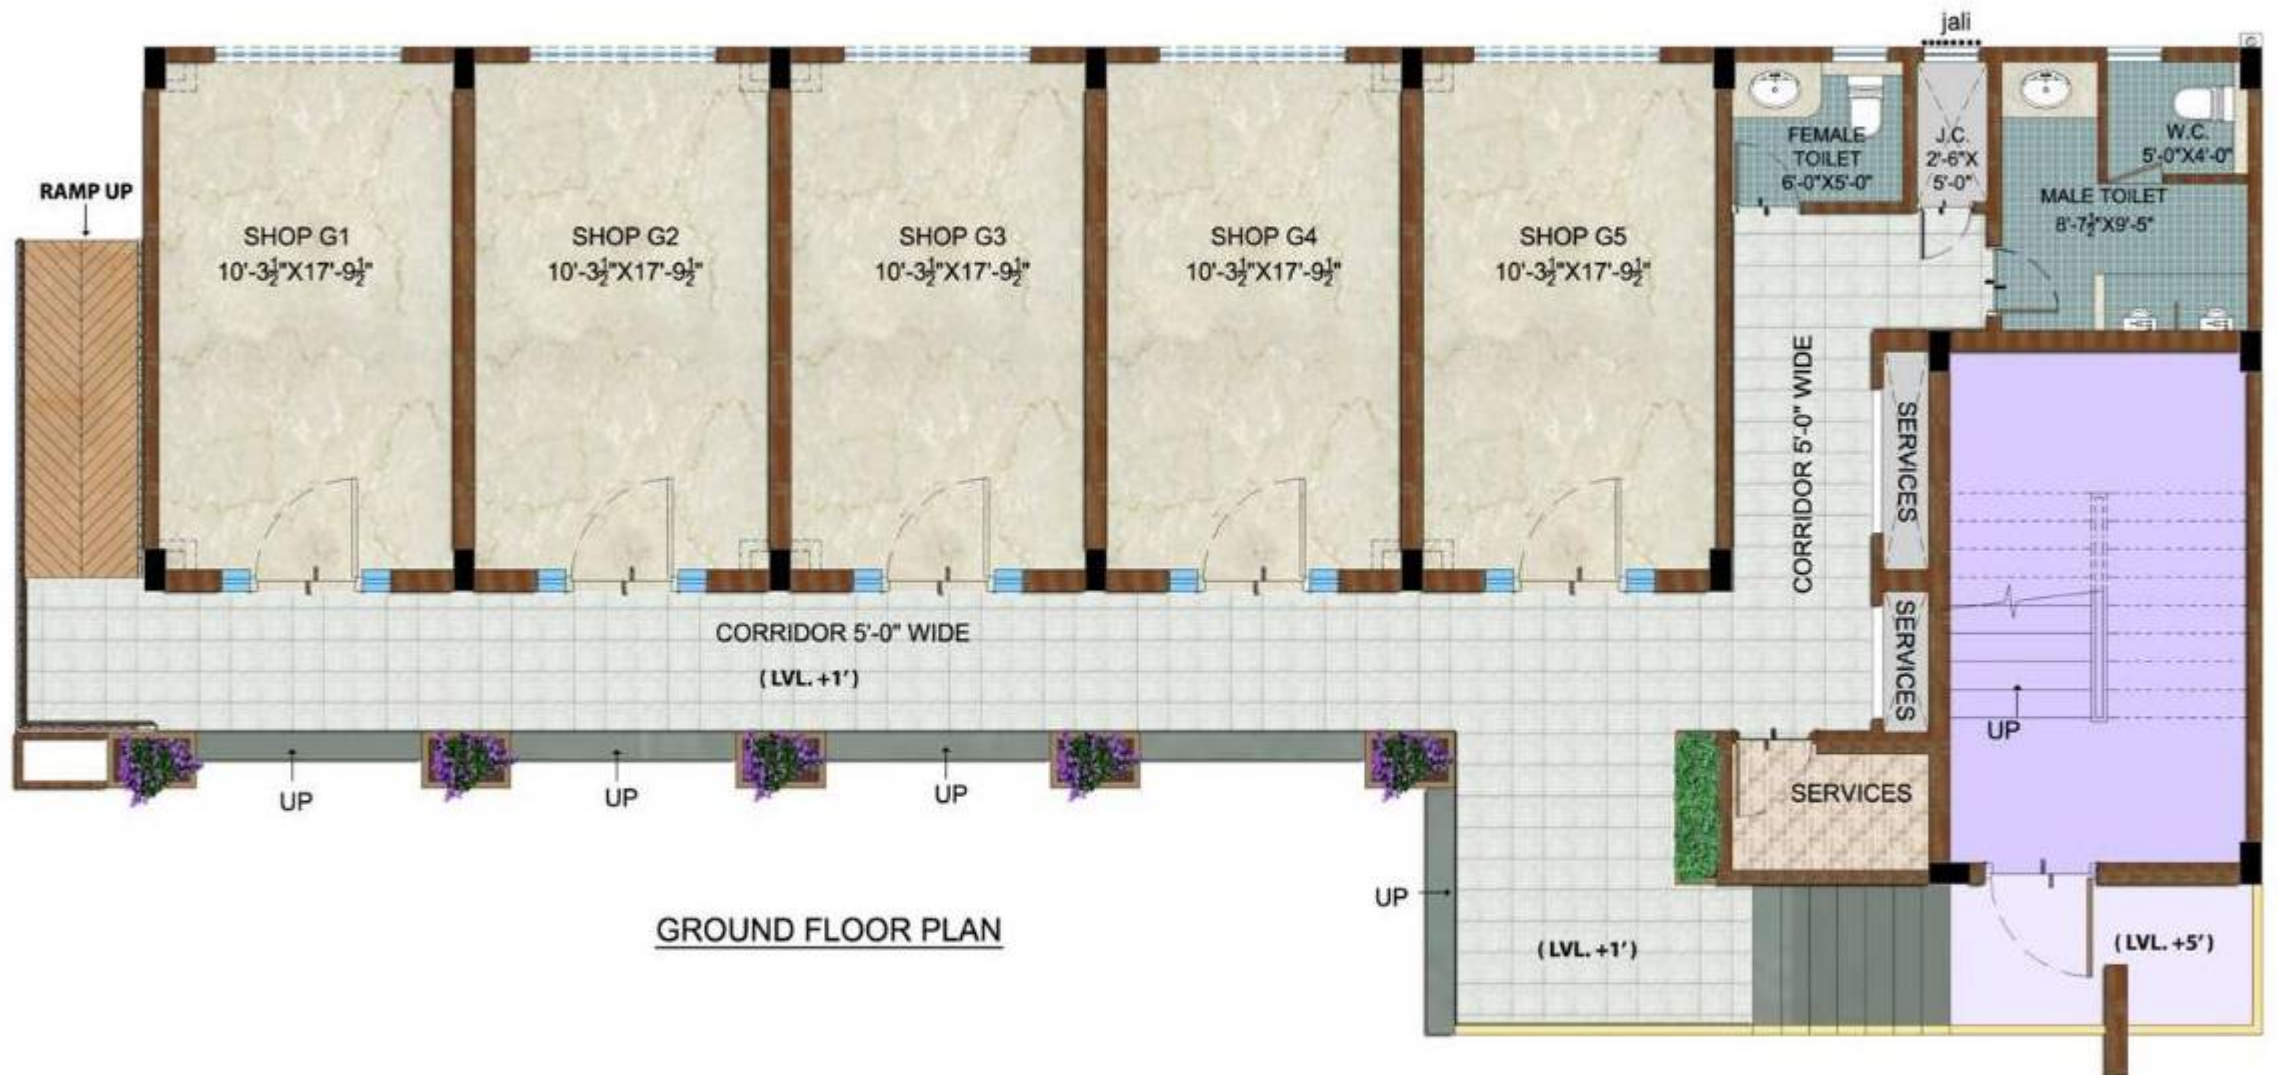 jali
RAMP UP
SHOP G1
10'-3½"X17'-9½"
SHOP G2
10'-3½"X17'-9½"
SHOP G3
10'-3½"X17'-9½"
SHOP G4
10'-3½"X17'-9½"
SHOP G5
10'-3½"X17'-9½"
FEMALE
TOILET
6'-0"X5'-0"
J.C.
2'-6"X
5'-0"
W.C.
5'-0"X4'-0"
MALE TOILET
8'-7½"X9'-5"
CORRIDOR 5'-0" WIDE
SERVICES
SERVICES
CORRIDOR 5'-0" WIDE
( LVL. +1' )
UP
UP
UP
UP
SERVICES
UP
GROUND FLOOR PLAN
( LVL. +1' )
( LVL. +5' )